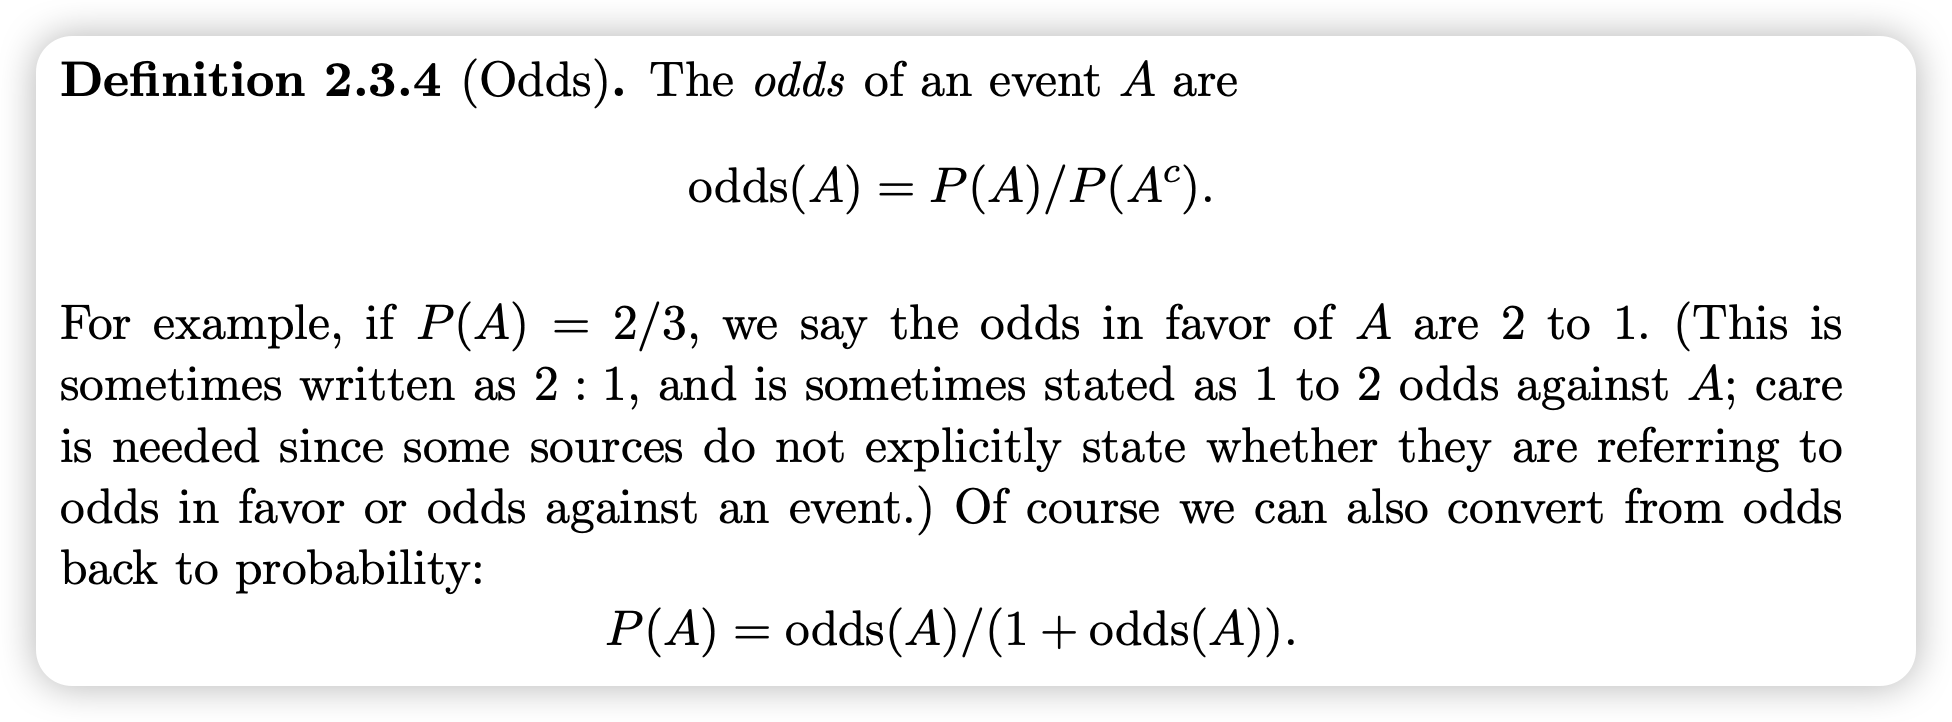 Definition 2.3.4 (Odds). The odds of an event A are
odds(A) = P(A)/P(Aᶜ).
For example, if P(A) = 2/3, we say the odds in favor of A are 2 to 1. (This is
sometimes written as 2 : 1, and is sometimes stated as 1 to 2 odds against A; care
is needed since some sources do not explicitly state whether they are referring to
odds in favor or odds against an event.) Of course we can also convert from odds
back to probability:
P(A) = odds(A)/(1 + odds(A)).